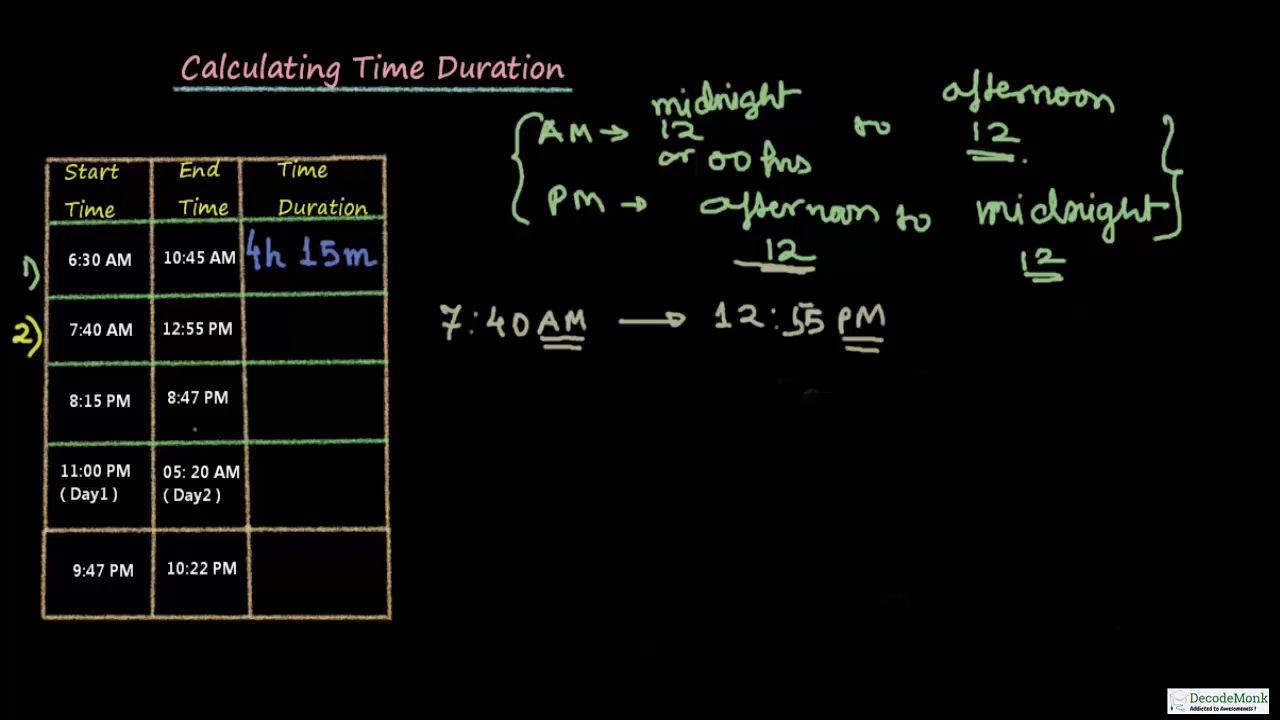 Calculating Time Duration
midnight afternoon
AM → 12 to 12
or 00 hrs
PM → afternoon to midnight
12 12
Start Time End Time Time Duration
1) 6:30 AM 10:45 AM 4h 15m
2) 7:40 AM 12:55 PM
8:15 PM 8:47 PM
11:00 PM ( Day1 ) 05: 20 AM ( Day2 )
9:47 PM 10:22 PM
7:40 AM → 12:55 PM
DecodeMonk
Addicted to Awesomeness !